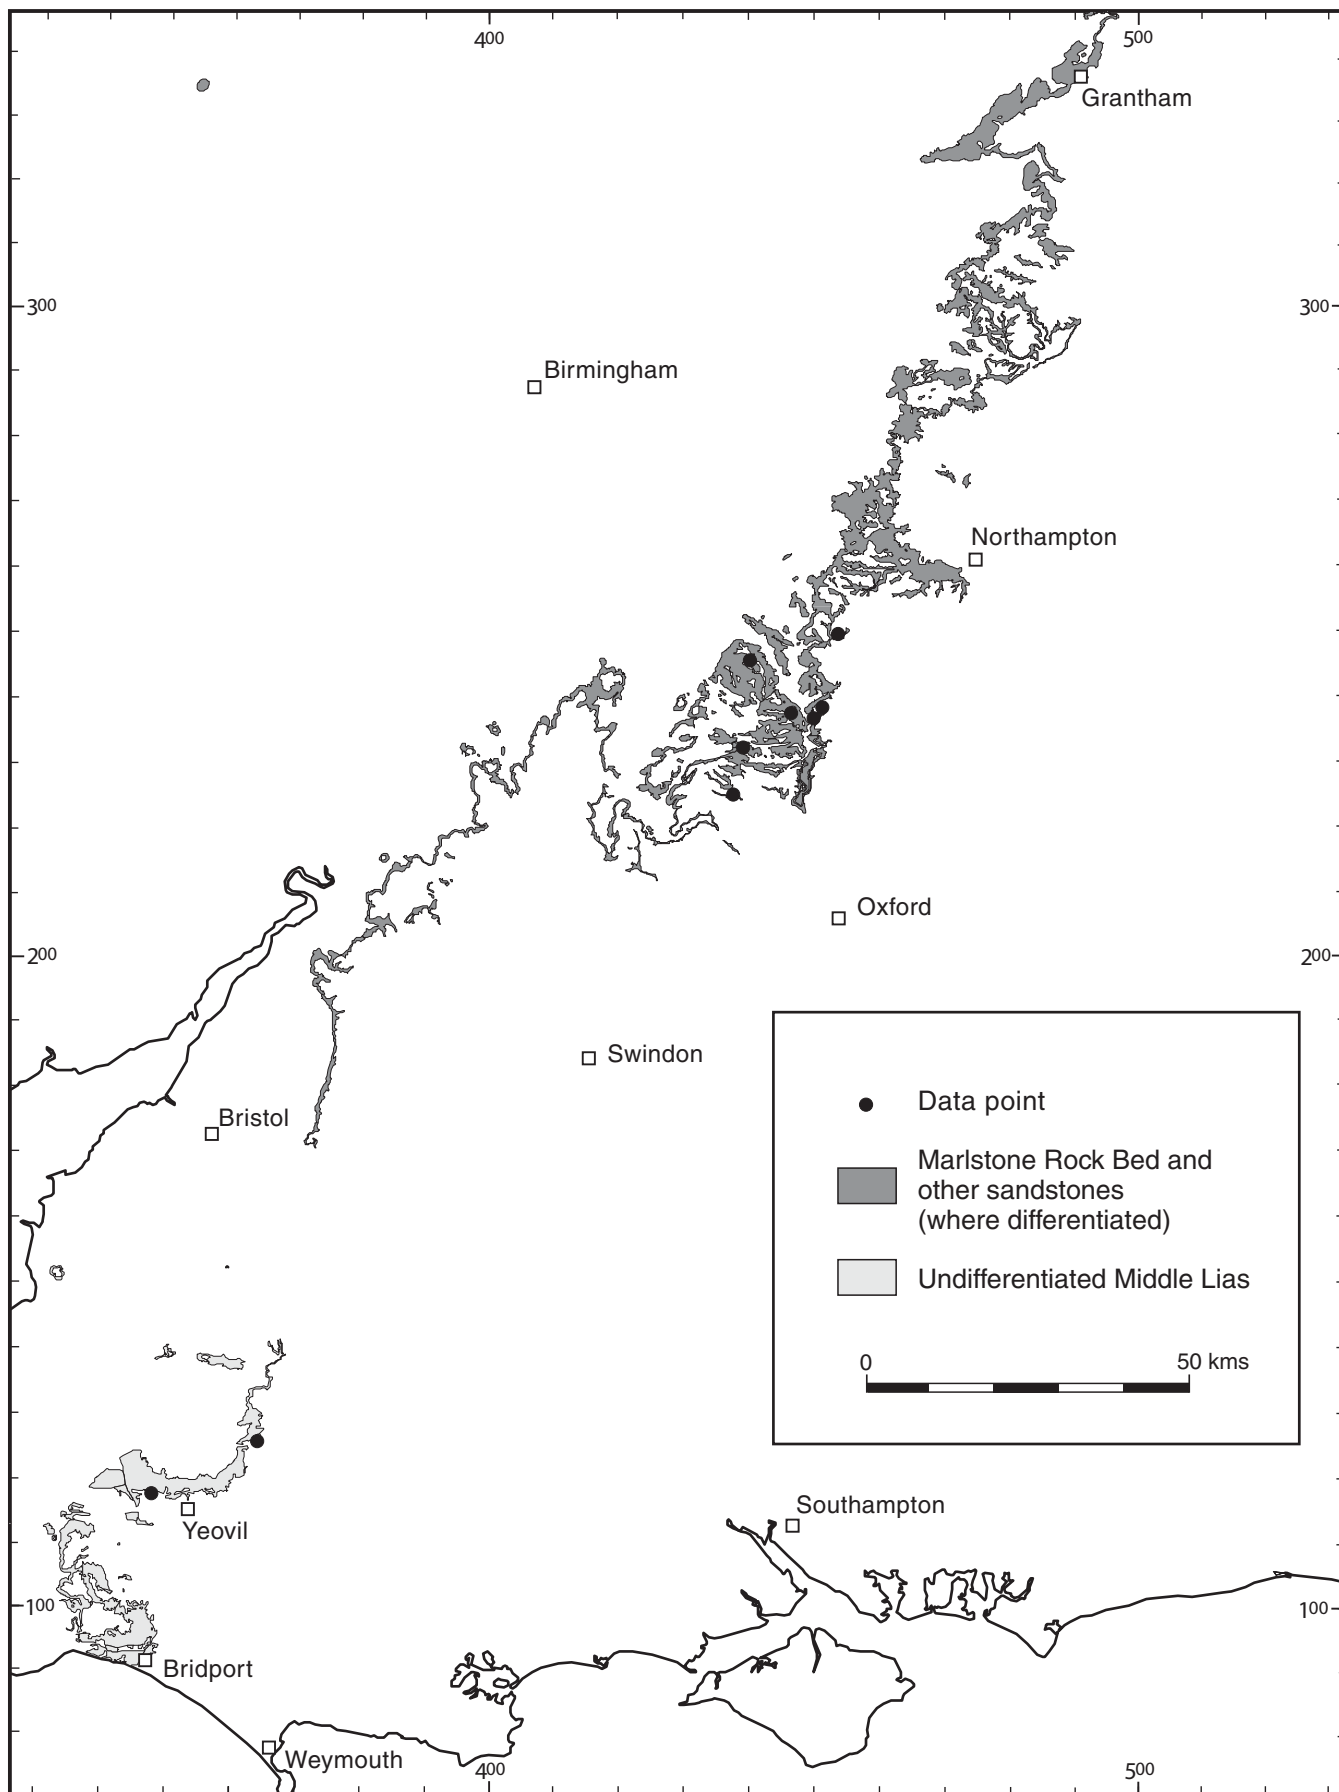 400
500
Grantham
300
300
Birmingham
Northampton
Oxford
200
200
Swindon
Bristol
Data point
Marlstone Rock Bed and
other sandstones
(where differentiated)
Undifferentiated Middle Lias
0
50 kms
Southampton
Yeovil
100
100
Bridport
Weymouth
400
500